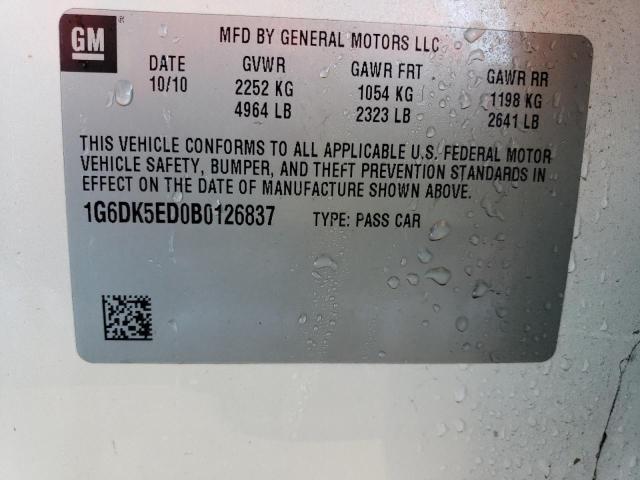 GM
MFD BY GENERAL MOTORS LLC
DATE GVWR GAWR FRT GAWR RR
10/10 2252 KG 1054 KG 1198 KG
4964 LB 2323 LB 2641 LB
THIS VEHICLE CONFORMS TO ALL APPLICABLE U.S. FEDERAL MOTOR
VEHICLE SAFETY, BUMPER, AND THEFT PREVENTION STANDARDS IN
EFFECT ON THE DATE OF MANUFACTURE SHOWN ABOVE.
1G6DK5ED0B0126837 TYPE: PASS CAR